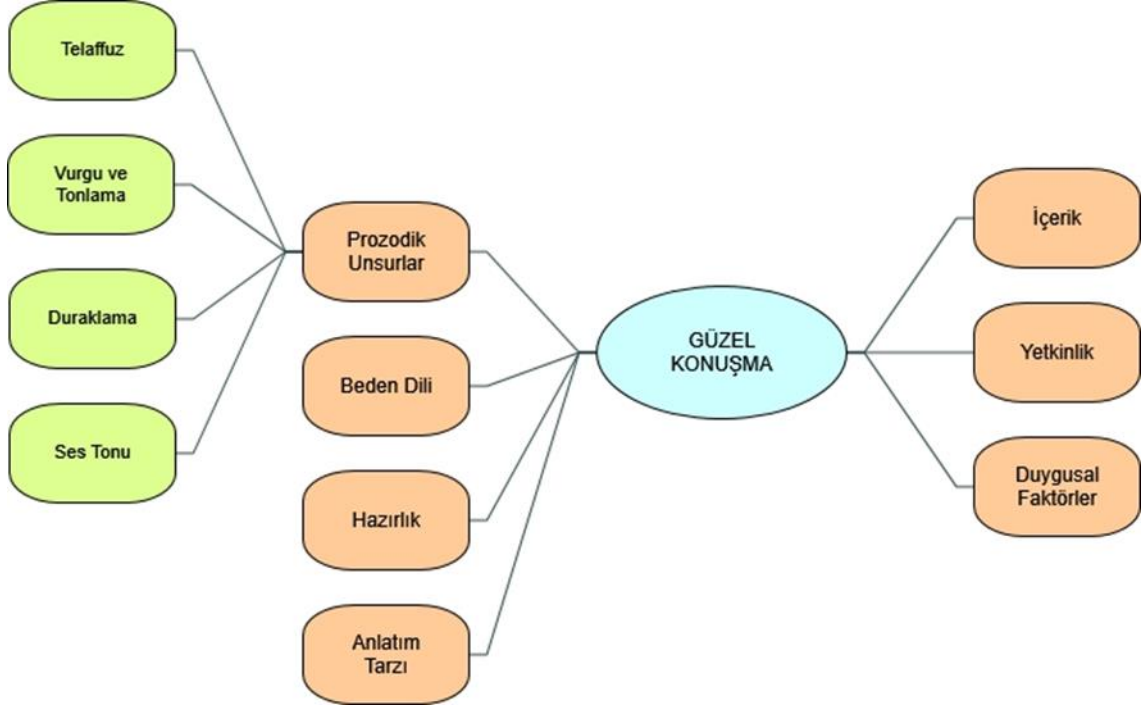 Telaffuz
Vurgu ve
Tonlama
Duraklama
Ses Tonu
Prozodik
Unsurlar
Beden Dili
Hazırlık
Anlatım
Tarzı
GÜZEL
KONUŞMA
İçerik
Yetkinlik
Duygusal
Faktörler